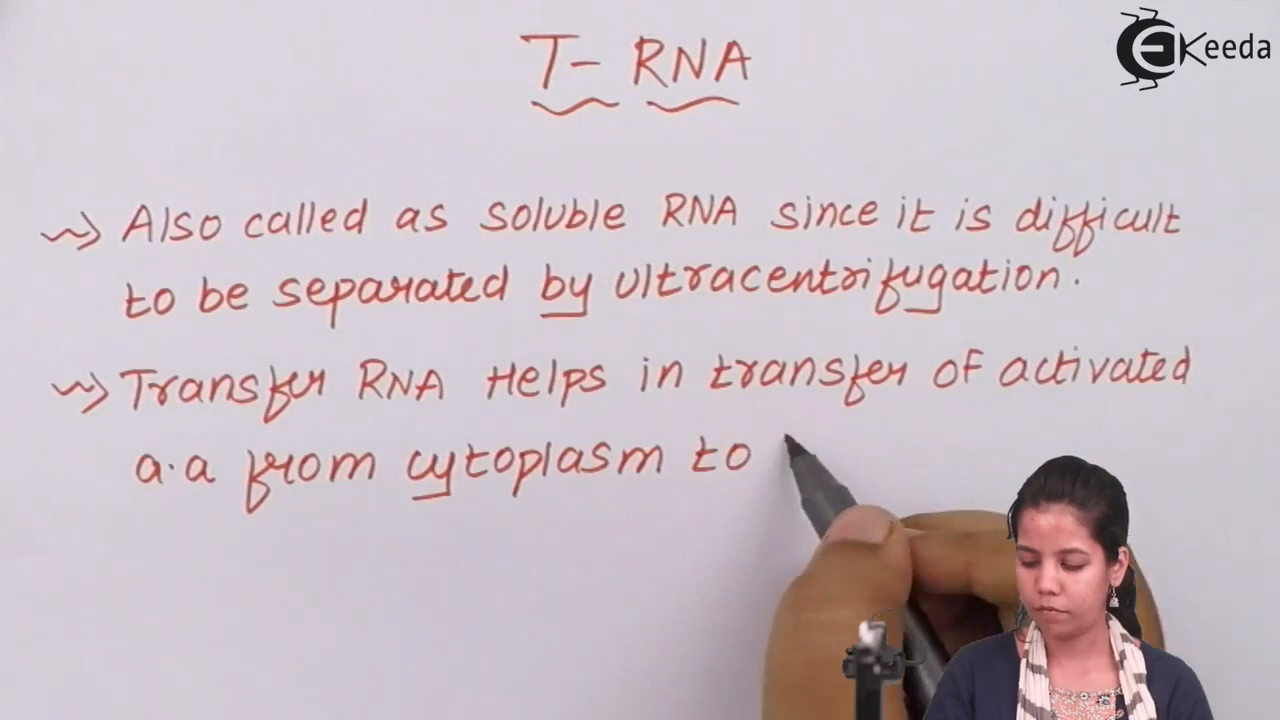 T- RNA
Ekeeda
Also called as soluble RNA since it is difficult
to be separated by ultracentrifugation.
Transfer RNA Helps in transfer of activated
a.a from cytoplasm to